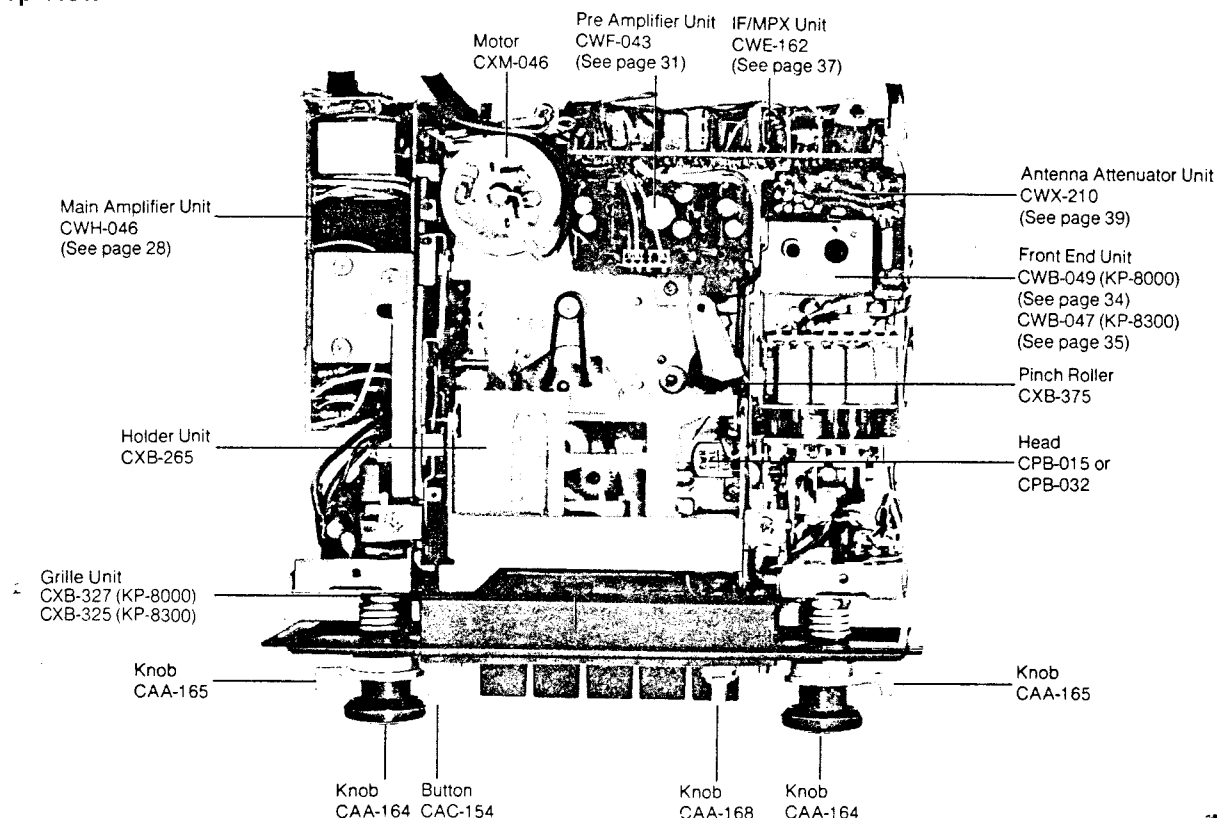 Motor
CXM-046
Pre Amplifier Unit
CWF-043
(See page 31)
IF/MPX Unit
CWE-162
(See page 37)
Antenna Attenuator Unit
CWX-210
(See page 39)
Main Amplifier Unit
CWH-046
(See page 28)
Front End Unit
CWB-049 (KP-8000)
(See page 34)
CWB-047 (KP-8300)
(See page 35)
Pinch Roller
CXB-375
Holder Unit
CXB-265
Head
CPB-015 or
CPB-032
Grille Unit
CXB-327 (KP-8000)
CXB-325 (KP-8300)
Knob
CAA-165
Knob
CAA-165
Knob
CAA-164
Button
CAC-154
Knob
CAA-168
Knob
CAA-164